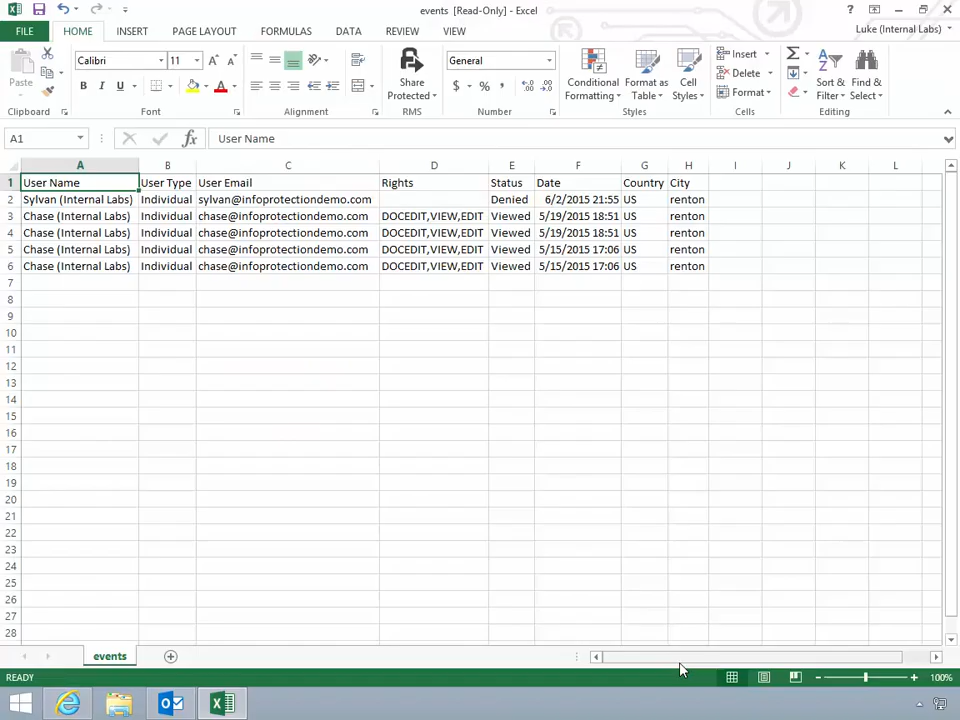 events [Read-Only] - Excel
FILE HOME INSERT PAGE LAYOUT FORMULAS DATA REVIEW VIEW Luke (Internal Labs)
Paste Calibri 11 Share Protected General Conditional Formatting Format as Table Cell Styles Insert Delete Format Sort & Filter Find & Select
Clipboard Font Alignment RMS Number Styles Cells Editing
A1 fx User Name
A B C D E F G H I J K L
1 User Name User Type User Email Rights Status Date Country City
2 Sylvan (Internal Labs) Individual sylvan@infoprotectiondemo.com Denied 6/2/2015 21:55 US renton
3 Chase (Internal Labs) Individual chase@infoprotectiondemo.com DOCEDIT,VIEW,EDIT Viewed 5/19/2015 18:51 US renton
4 Chase (Internal Labs) Individual chase@infoprotectiondemo.com DOCEDIT,VIEW,EDIT Viewed 5/19/2015 18:51 US renton
5 Chase (Internal Labs) Individual chase@infoprotectiondemo.com DOCEDIT,VIEW,EDIT Viewed 5/15/2015 17:06 US renton
6 Chase (Internal Labs) Individual chase@infoprotectiondemo.com DOCEDIT,VIEW,EDIT Viewed 5/15/2015 17:06 US renton
7
8
9
10
11
12
13
14
15
16
17
18
19
20
21
22
23
24
25
26
27
28
events
READY 100%